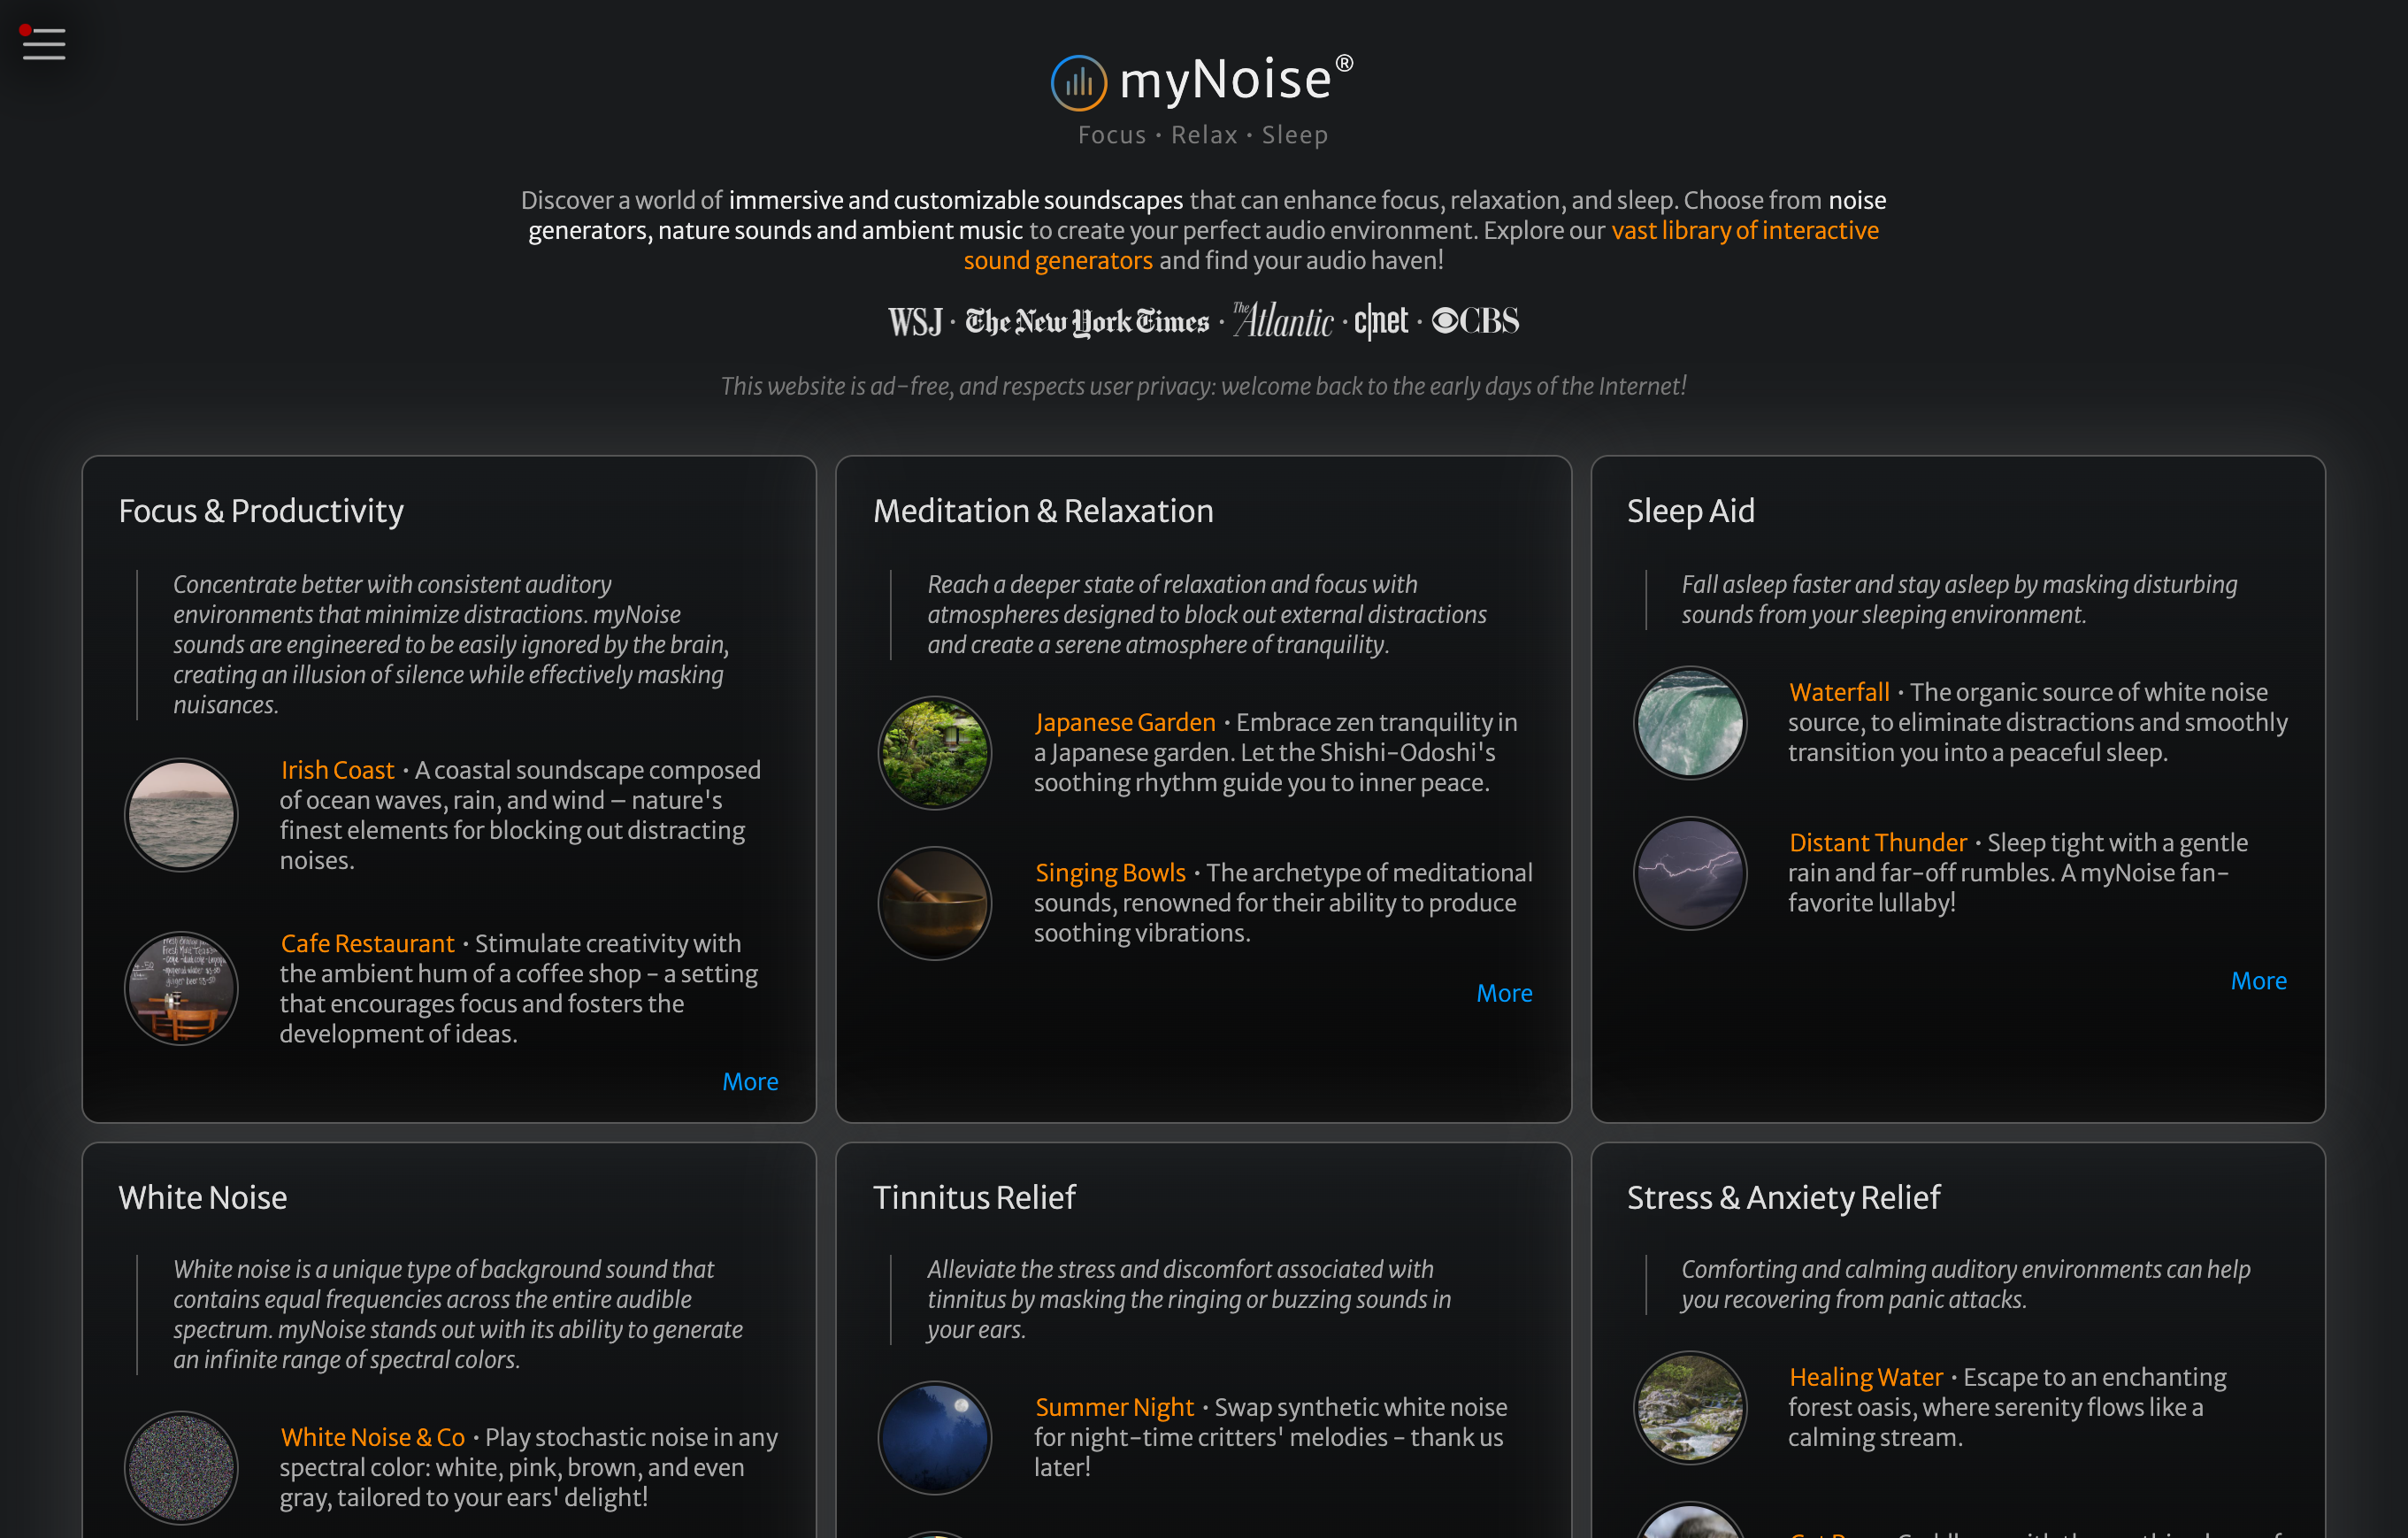 myNoise®
Focus · Relax · Sleep
Discover a world of immersive and customizable soundscapes that can enhance focus, relaxation, and sleep. Choose from noise
generators, nature sounds and ambient music to create your perfect audio environment. Explore our vast library of interactive
sound generators and find your audio haven!
WSJ · The New York Times · The Atlantic · c|net · CBS
This website is ad-free, and respects user privacy: welcome back to the early days of the Internet!
Focus & Productivity
Concentrate better with consistent auditory
environments that minimize distractions. myNoise
sounds are engineered to be easily ignored by the brain,
creating an illusion of silence while effectively masking
nuisances.
Irish Coast · A coastal soundscape composed
of ocean waves, rain, and wind — nature's
finest elements for blocking out distracting
noises.
Cafe Restaurant · Stimulate creativity with
the ambient hum of a coffee shop - a setting
that encourages focus and fosters the
development of ideas.
More
Meditation & Relaxation
Reach a deeper state of relaxation and focus with
atmospheres designed to block out external distractions
and create a serene atmosphere of tranquility.
Japanese Garden · Embrace zen tranquility in
a Japanese garden. Let the Shishi-Odoshi's
soothing rhythm guide you to inner peace.
Singing Bowls · The archetype of meditational
sounds, renowned for their ability to produce
soothing vibrations.
More
Sleep Aid
Fall asleep faster and stay asleep by masking disturbing
sounds from your sleeping environment.
Waterfall · The organic source of white noise
source, to eliminate distractions and smoothly
transition you into a peaceful sleep.
Distant Thunder · Sleep tight with a gentle
rain and far-off rumbles. A myNoise fan-
favorite lullaby!
More
White Noise
White noise is a unique type of background sound that
contains equal frequencies across the entire audible
spectrum. myNoise stands out with its ability to generate
an infinite range of spectral colors.
White Noise & Co · Play stochastic noise in any
spectral color: white, pink, brown, and even
gray, tailored to your ears' delight!
Tinnitus Relief
Alleviate the stress and discomfort associated with
tinnitus by masking the ringing or buzzing sounds in
your ears.
Summer Night · Swap synthetic white noise
for night-time critters' melodies - thank us
later!
Stress & Anxiety Relief
Comforting and calming auditory environments can help
you recovering from panic attacks.
Healing Water · Escape to an enchanting
forest oasis, where serenity flows like a
calming stream.